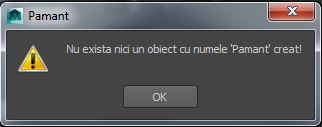 Pamant
Nu exista nici un obiect cu numele 'Pamant' creat!
OK